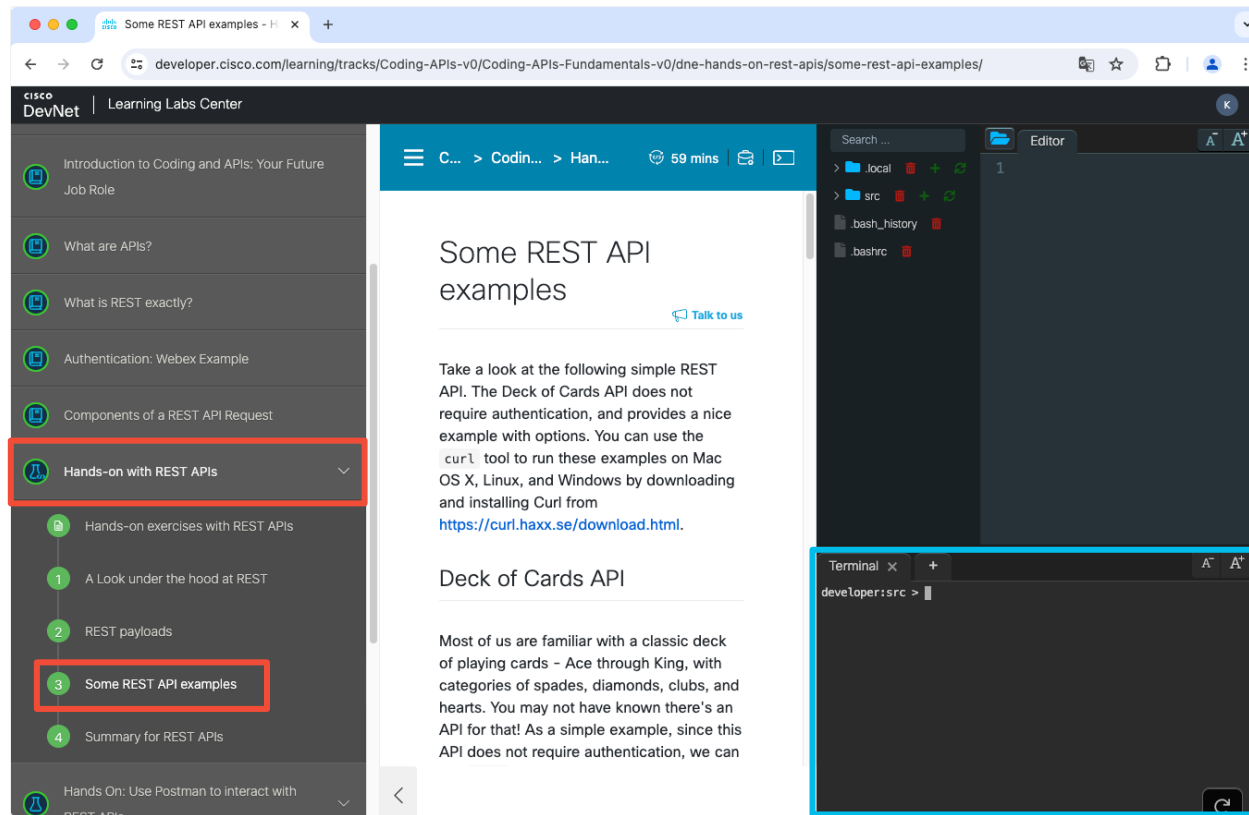 Some REST API examples - H
developer.cisco.com/learning/tracks/Coding-APIs-v0/Coding-APIs-Fundamentals-v0/dne-hands-on-rest-apis/some-rest-api-examples/
CISCO
DevNet
Learning Labs Center
K
Introduction to Coding and APIs: Your Future
Job Role
What are APIs?
What is REST exactly?
Authentication: Webex Example
Components of a REST API Request
Hands-on with REST APIs
Hands-on exercises with REST APIs
1 A Look under the hood at REST
2 REST payloads
3 Some REST API examples
4 Summary for REST APIs
Hands On: Use Postman to interact with
REST APIs
C... > Codin... > Han... 59 mins
Some REST API
examples
Talk to us
Take a look at the following simple REST
API. The Deck of Cards API does not
require authentication, and provides a nice
example with options. You can use the
curl tool to run these examples on Mac
OS X, Linux, and Windows by downloading
and installing Curl from
https://curl.haxx.se/download.html.
Deck of Cards API
Most of us are familiar with a classic deck
of playing cards - Ace through King, with
categories of spades, diamonds, clubs, and
hearts. You may not have known there's an
API for that! As a simple example, since this
API does not require authentication, we can
Search ...
.local
src
.bash_history
.bashrc
Editor
A- A+
1
Terminal
A- A+
developer:src >